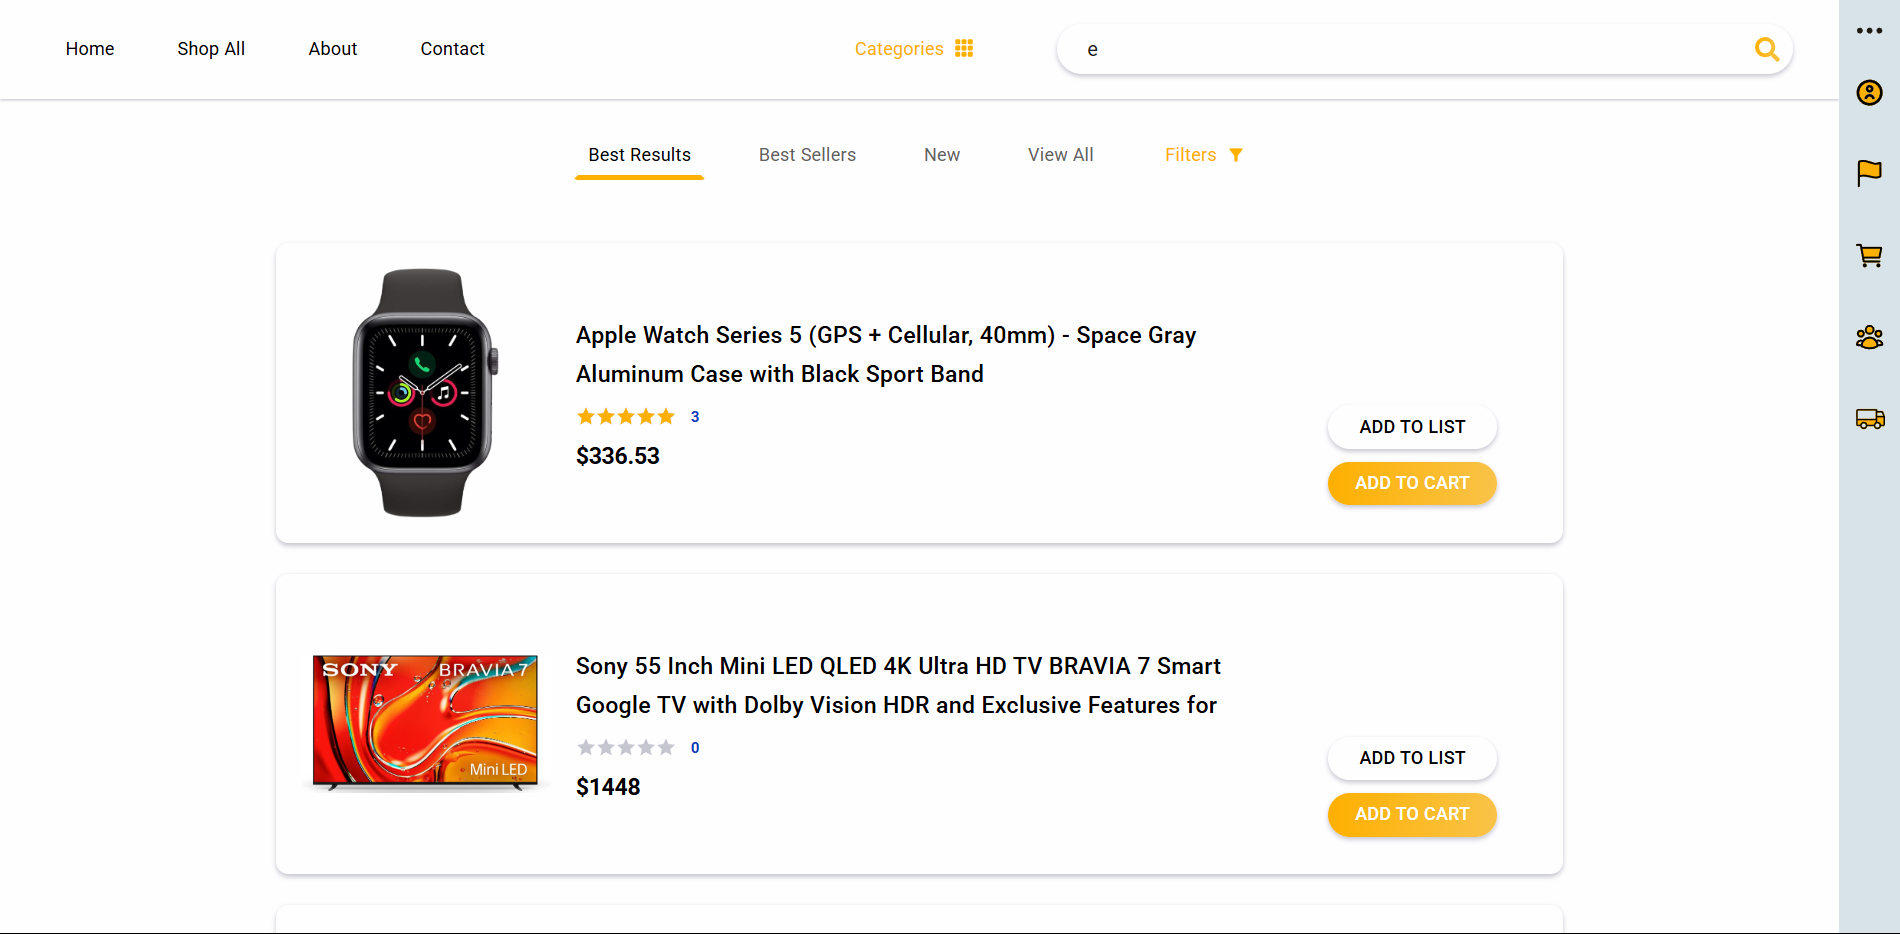 Home
Shop All
About
Contact
Categories
e
Best Results
Best Sellers
New
View All
Filters
Apple Watch Series 5 (GPS + Cellular, 40mm) - Space Gray
Aluminum Case with Black Sport Band
3
$336.53
ADD TO LIST
ADD TO CART
SONY
BRAVIA 7
Mini LED
Sony 55 Inch Mini LED QLED 4K Ultra HD TV BRAVIA 7 Smart
Google TV with Dolby Vision HDR and Exclusive Features for
0
$1448
ADD TO LIST
ADD TO CART